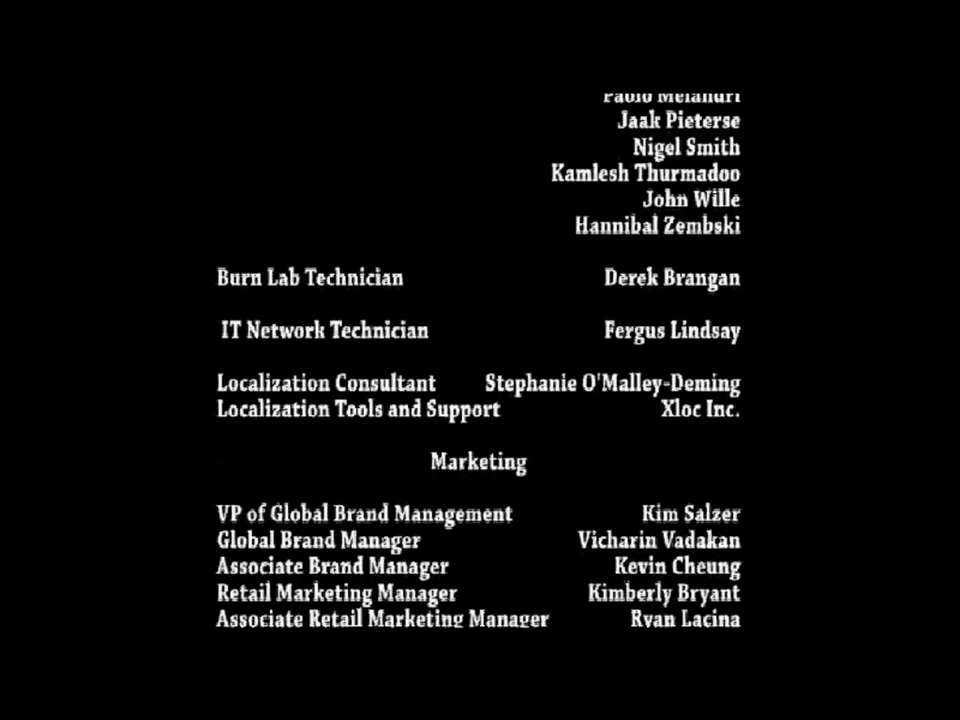 Paolo Melandri
Jaak Pieterse
Nigel Smith
Kamlesh Thurmadoo
John Wille
Hannibal Zembski
Burn Lab Technician Derek Brangan
IT Network Technician Fergus Lindsay
Localization Consultant Stephanie O'Malley-Deming
Localization Tools and Support Xloc Inc.
Marketing
VP of Global Brand Management Kim Salzer
Global Brand Manager Vicharin Vadakan
Associate Brand Manager Kevin Cheung
Retail Marketing Manager Kimberly Bryant
Associate Retail Marketing Manager Ryan Lacina